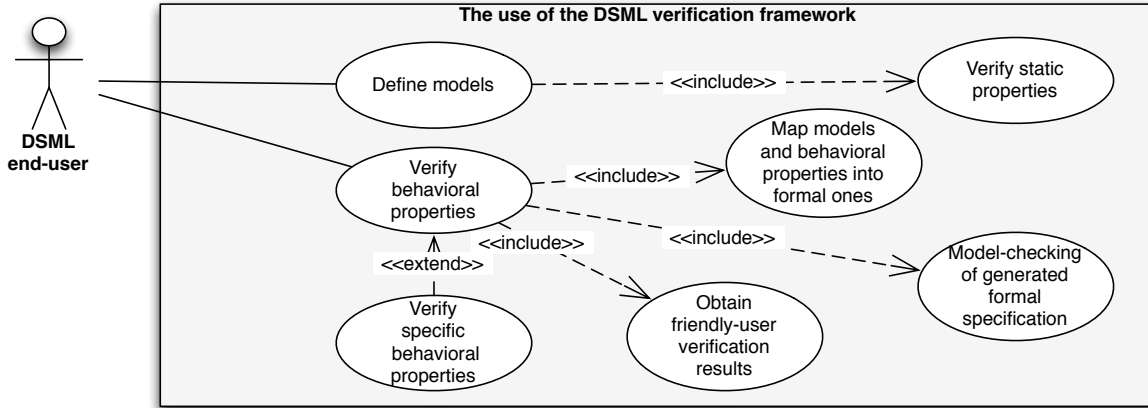 The use of the DSML verification framework
DSML
end-user
Define models
<<include>>
Verify static
properties
Verify
behavioral
properties
<<include>>
Map models
and behavioral
properties into
formal ones
<<include>>
Model-checking
of generated
formal
specification
<<include>>
Obtain
friendly-user
verification
results
<<extend>>
Verify
specific
behavioral
properties